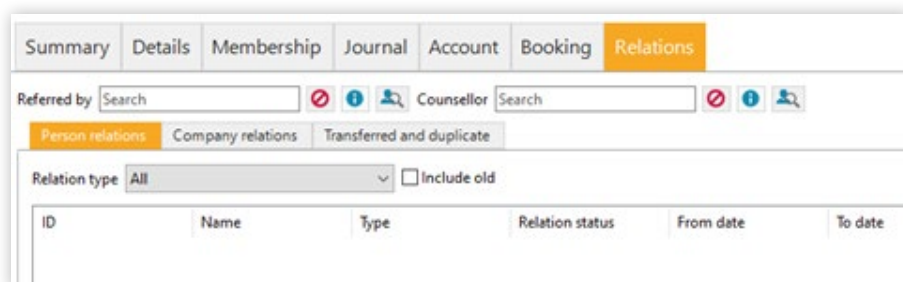 Summary Details Membership Journal Account Booking Relations
Referred by Search Counsellor Search
Person relations Company relations Transferred and duplicate
Relation type All Include old
ID Name Type Relation status From date To date